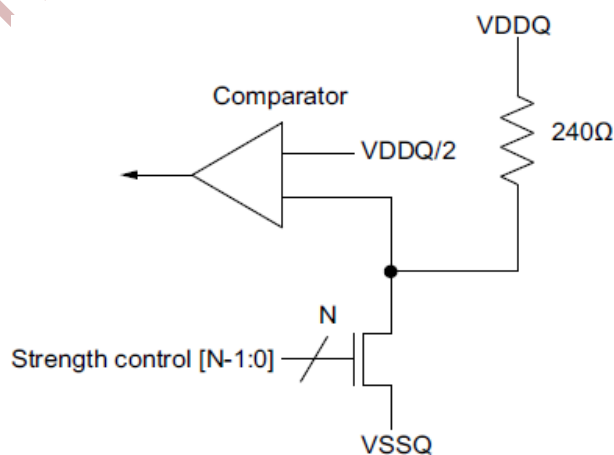 VDDQ
Comparator
240Ω
VDDQ/2
N
Strength control [N-1:0]
VSSQ